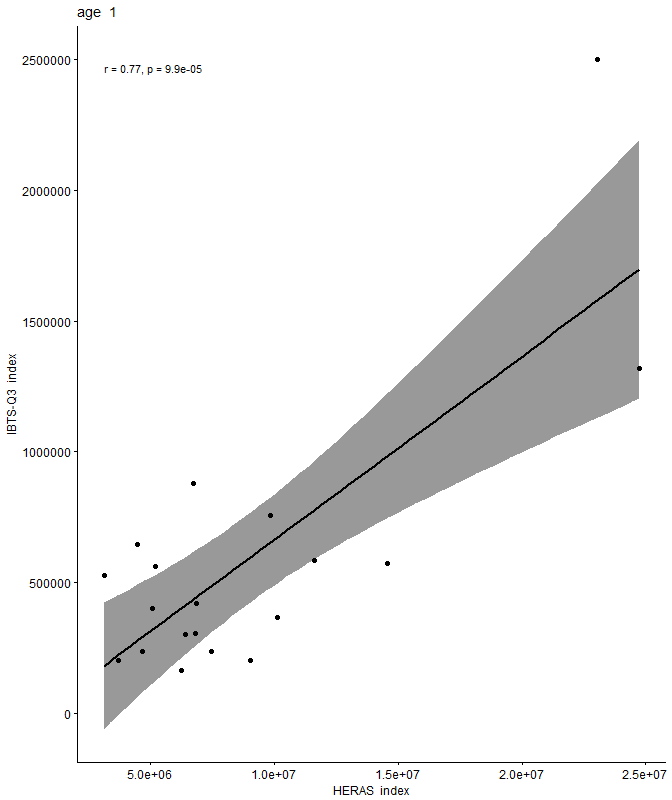 age 1
r = 0.77, p = 9.9e-05
2500000
2000000
1500000
1000000
500000
0
IBTS-Q3 index
5.0e+06 1.0e+07 1.5e+07 2.0e+07 2.5e+07
HERAS index